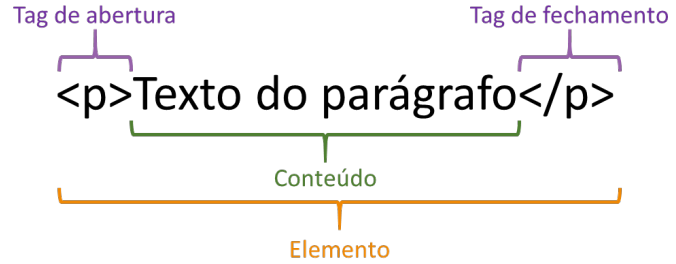 Tag de abertura
Tag de fechamento
<p>Texto do parágrafo</p>
Conteúdo
Elemento